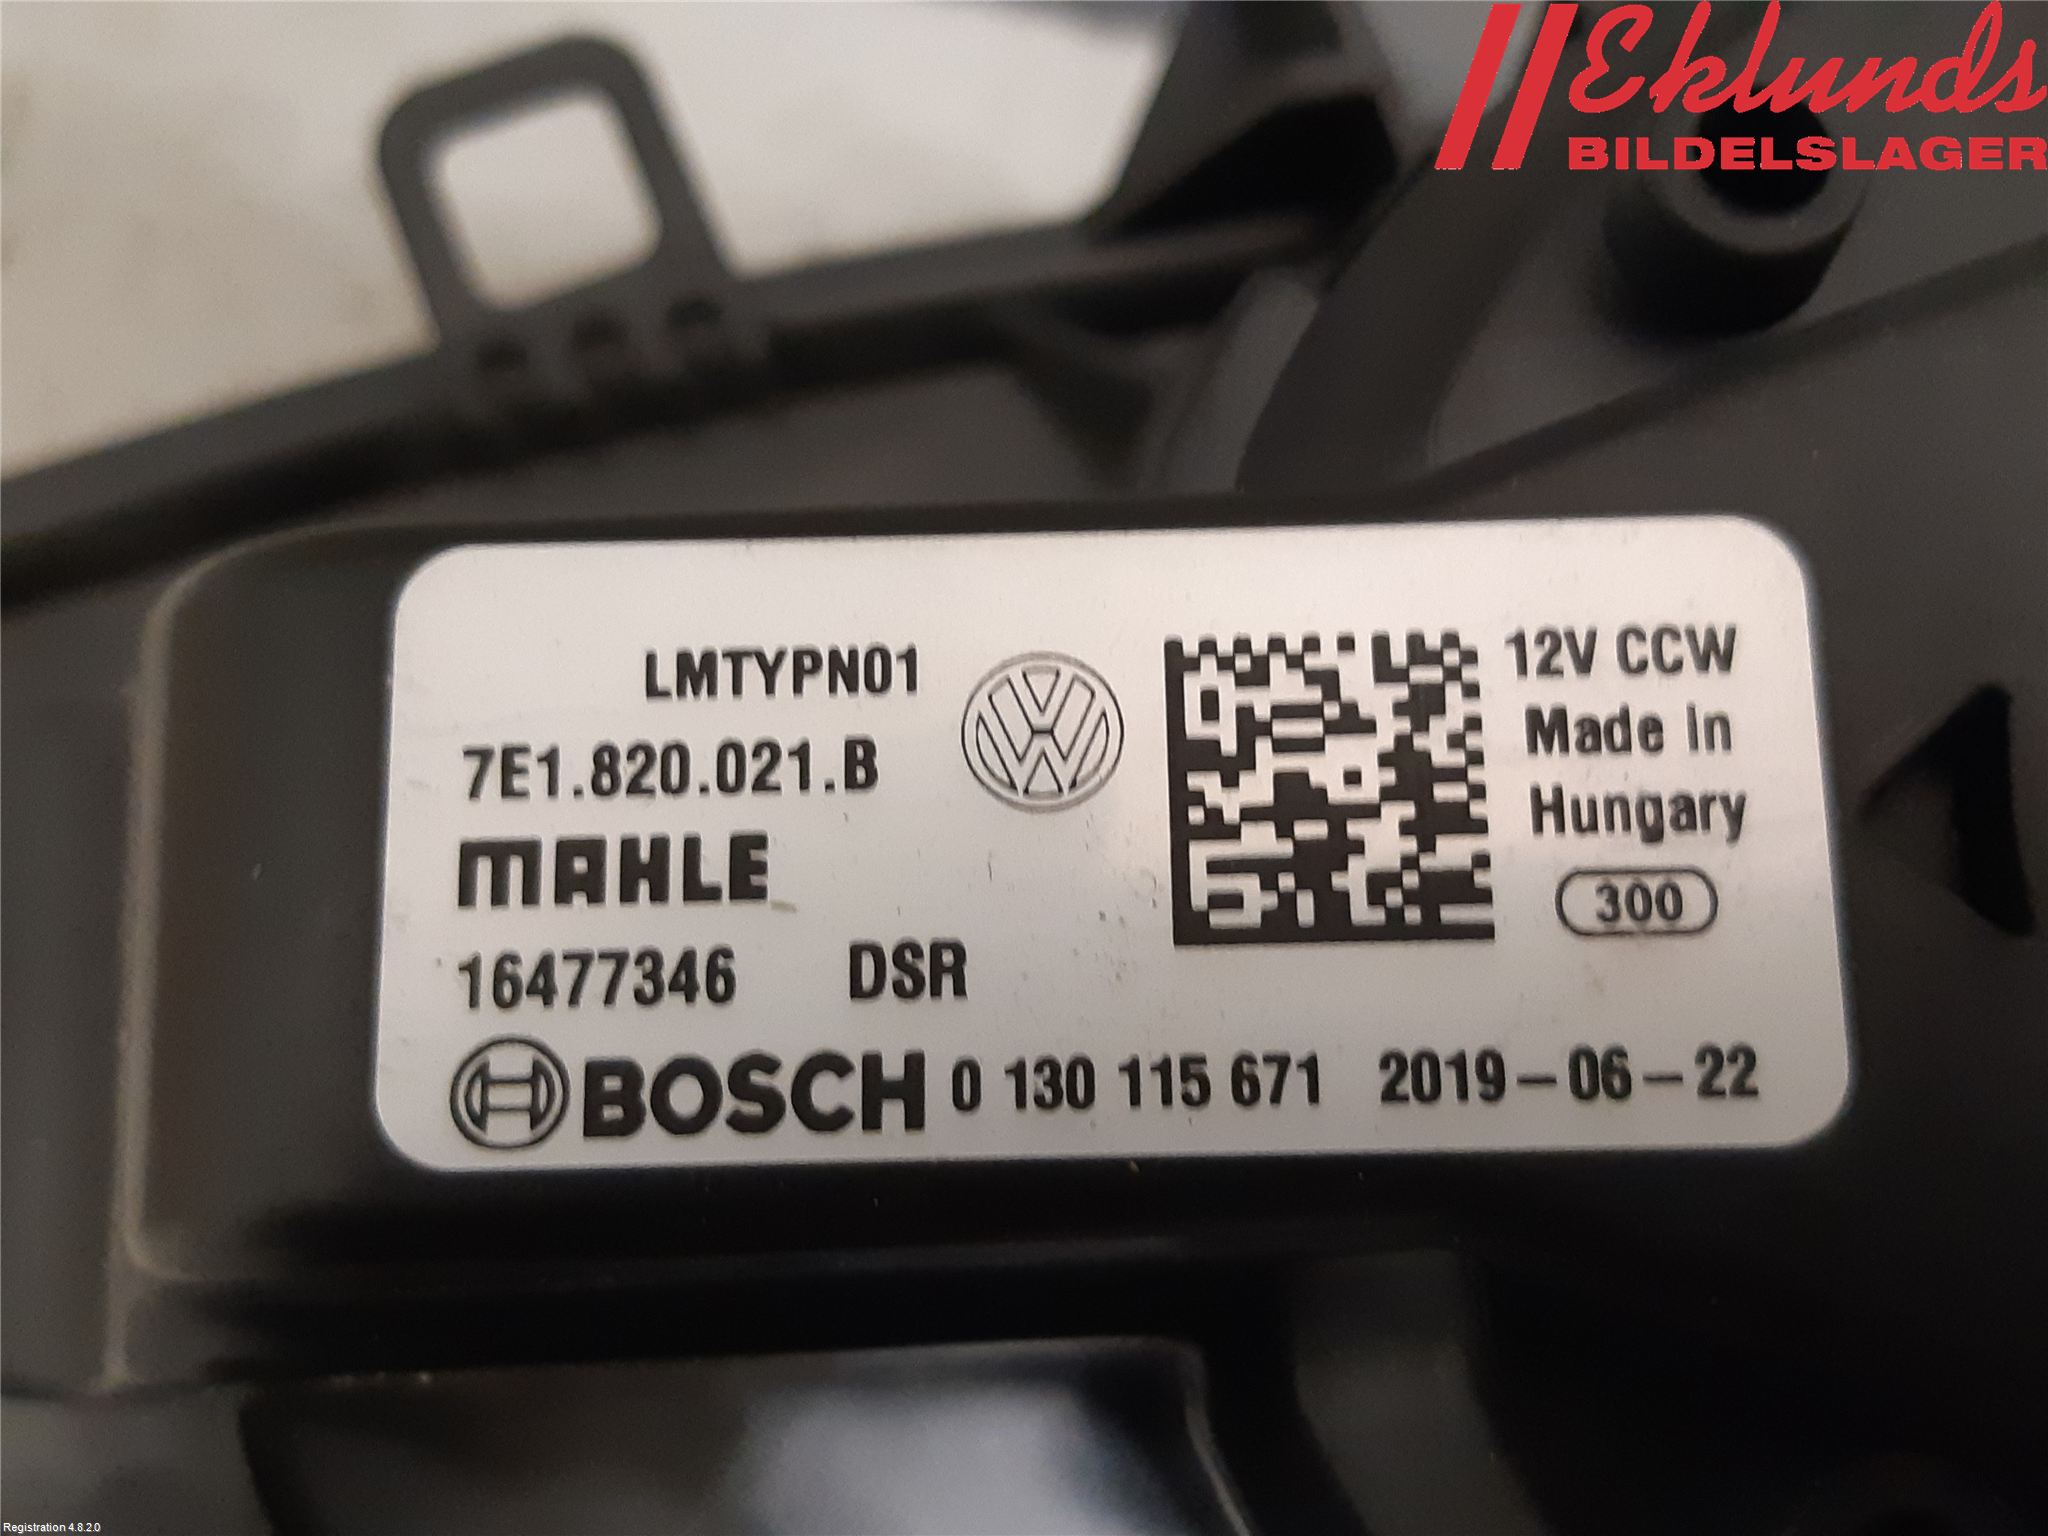 Eklunds
BILDELSLAGER
LMTYPN01
7E1.820.021.B
MAHLE
16477346 DSR
BOSCH 0 130 115 671 2019-06-22
12V CCW
Made in
Hungary
300
Registration 4.8.2.0